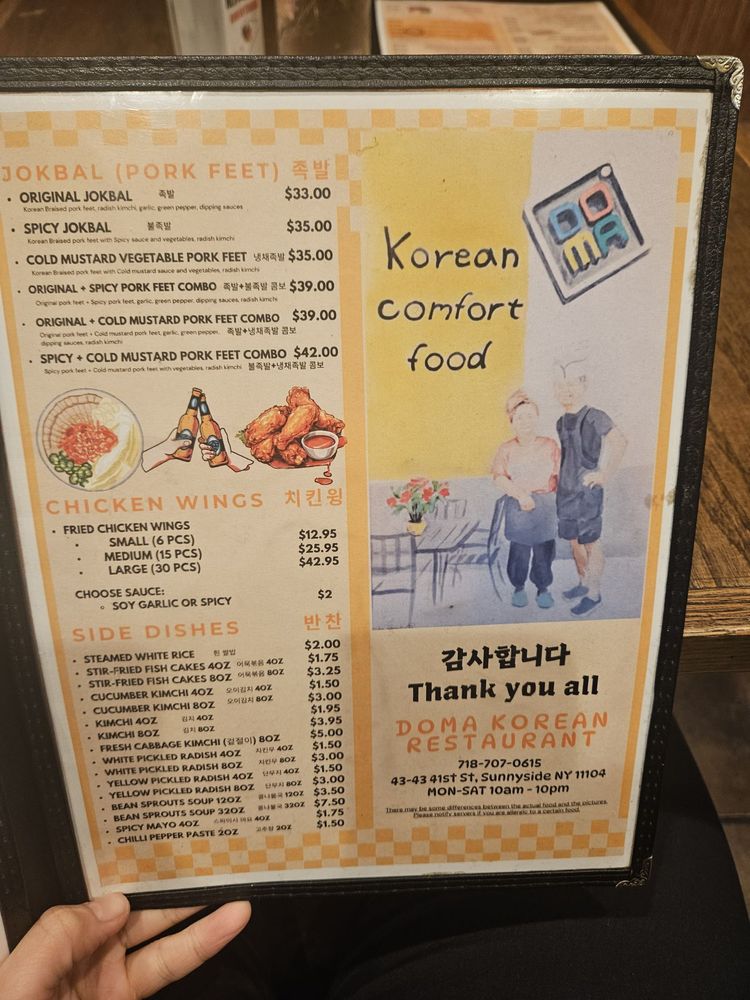 JOKBAL (PORK FEET) 족발
• ORIGINAL JOKBAL 족발 $33.00
Korean Braised pork feet, garlic, green pepper, dipping sauces
• SPICY JOKBAL 불족발 $35.00
Korean Braised pork feet with Spicy sauce and vegetables, radish kimchi
• COLD MUSTARD VEGETABLE PORK FEET 냉채족발 $35.00
Korean Braised pork feet with Cold mustard sauce and vegetables, radish kimchi
• ORIGINAL + SPICY PORK FEET COMBO 족발+불족발 콤보 $39.00
Original pork feet + Spicy pork feet, garlic, green pepper, dipping sauces, radish kimchi
• ORIGINAL + COLD MUSTARD PORK FEET COMBO $39.00
Original pork feet + Cold mustard pork feet, garlic, green pepper, 족발+냉채족발 콤보
dipping sauces, radish kimchi
• SPICY + COLD MUSTARD PORK FEET COMBO $42.00
Spicy pork feet + Cold mustard pork feet with vegetables, radish kimchi 불족발+냉채족발 콤보
CHICKEN WINGS 치킨윙
• FRIED CHICKEN WINGS
• SMALL (6 PCS) $12.95
• MEDIUM (15 PCS) $25.95
• LARGE (30 PCS) $42.95
CHOOSE SAUCE:
○ SOY GARLIC OR SPICY $2
SIDE DISHES 반찬
• STEAMED WHITE RICE 흰 쌀밥 $2.00
• STIR-FRIED FISH CAKES 4OZ 어묵볶음 4OZ $1.75
• STIR-FRIED FISH CAKES 8OZ 어묵볶음 8OZ $3.25
• CUCUMBER KIMCHI 4OZ 오이김치 4OZ $1.50
• CUCUMBER KIMCHI 8OZ 오이김치 8OZ $3.00
• KIMCHI 4OZ 김치 4OZ $1.95
• KIMCHI 8OZ 김치 8OZ $3.95
• FRESH CABBAGE KIMCHI (겉절이) 8OZ $5.00
• WHITE PICKLED RADISH 4OZ 치킨무 4OZ $1.50
• WHITE PICKLED RADISH 8OZ 치킨무 8OZ $3.00
• YELLOW PICKLED RADISH 4OZ 단무지 4OZ $1.50
• YELLOW PICKLED RADISH 8OZ 단무지 8OZ $3.00
• BEAN SPROUTS SOUP 12OZ 콩나물국 12OZ $3.50
• BEAN SPROUTS SOUP 32OZ 콩나물국 32OZ $7.50
• SPICY MAYO 4OZ 스파이시 마요 4OZ $1.75
• CHILLI PEPPER PASTE 2OZ 고추장 2OZ $1.50
DO
MA
Korean
comfort
food
감사합니다
Thank you all
DOMA KOREAN
RESTAURANT
718-707-0615
43-43 41st St, Sunnyside NY 11104
MON-SAT 10am - 10pm
There may be some differences between the actual food and the pictures.
Please notify servers if you are allergic to a certain food.